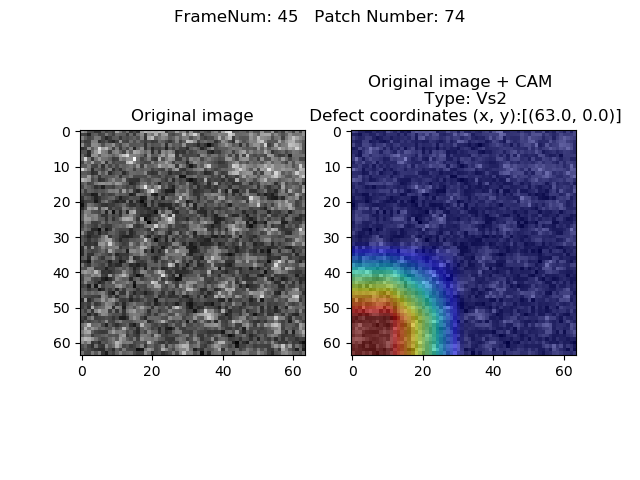 FrameNum: 45   Patch Number: 74
Original image
Original image + CAM
Type: Vs2
Defect coordinates (x, y):[(63.0, 0.0)]
0
10
20
30
40
50
60
0 20 40 60
0
10
20
30
40
50
60
0 20 40 60